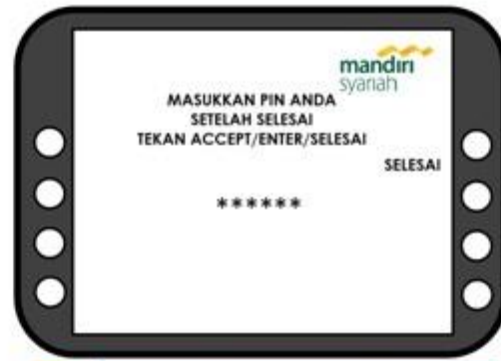 mandiri
syariah
MASUKKAN PIN ANDA
SETELAH SELESAI
TEKAN ACCEPT/ENTER/SELESAI
SELESAI
******